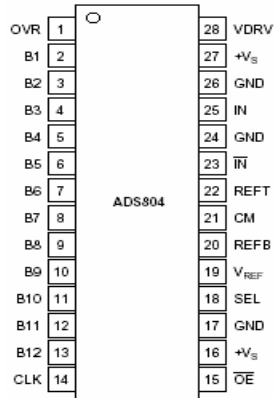 OVR 1 28 VDRV
B1 2 27 +VS
B2 3 26 GND
B3 4 25 IN
B4 5 24 GND
B5 6 23 I̅N̅
B6 7 22 REFT
B7 8 ADS804 21 CM
B8 9 20 REFB
B9 10 19 VREF
B10 11 18 SEL
B11 12 17 GND
B12 13 16 +VS
CLK 14 15 O̅E̅